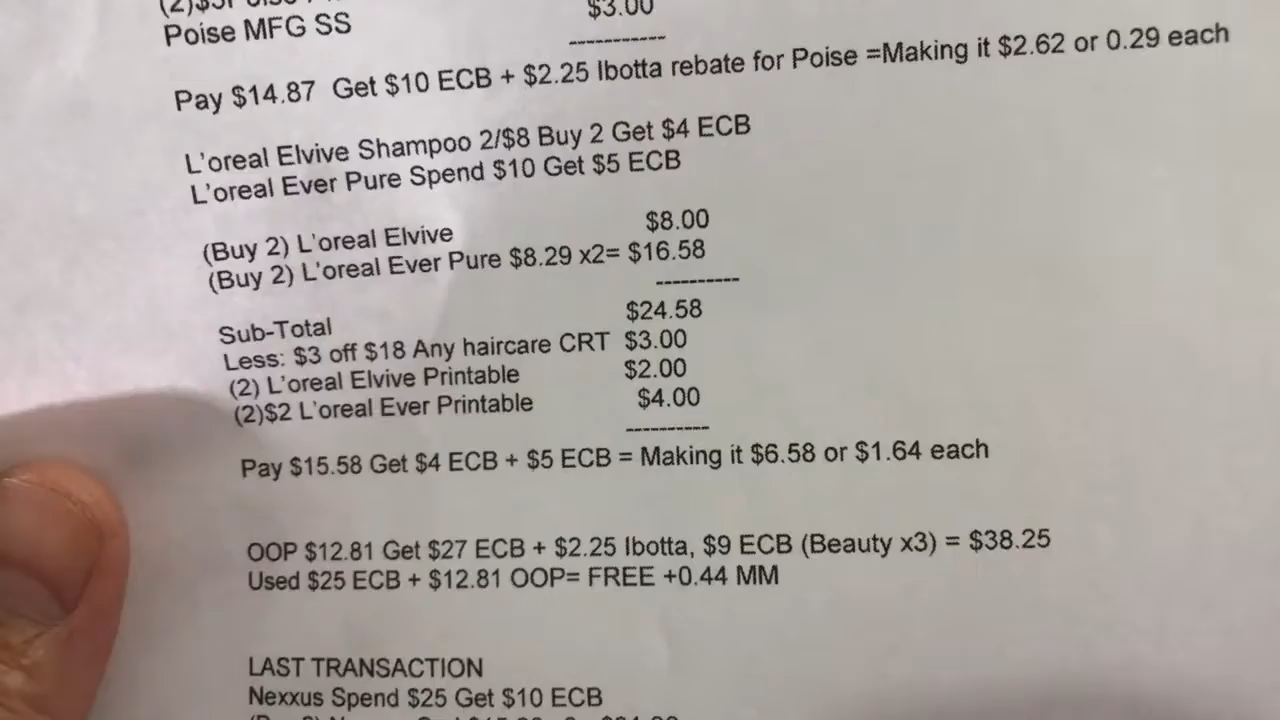 Poise MFG SS $3.00
-----------
Pay $14.87 Get $10 ECB + $2.25 Ibotta rebate for Poise =Making it $2.62 or 0.29 each
L'oreal Elvive Shampoo 2/$8 Buy 2 Get $4 ECB
L'oreal Ever Pure Spend $10 Get $5 ECB
(Buy 2) L'oreal Elvive $8.00
(Buy 2) L'oreal Ever Pure $8.29 x2= $16.58
----------
Sub-Total $24.58
Less: $3 off $18 Any haircare CRT $3.00
(2) L'oreal Elvive Printable $2.00
(2)$2 L'oreal Ever Printable $4.00
----------
Pay $15.58 Get $4 ECB + $5 ECB = Making it $6.58 or $1.64 each
OOP $12.81 Get $27 ECB + $2.25 Ibotta, $9 ECB (Beauty x3) = $38.25
Used $25 ECB + $12.81 OOP= FREE +0.44 MM
LAST TRANSACTION
Nexxus Spend $25 Get $10 ECB